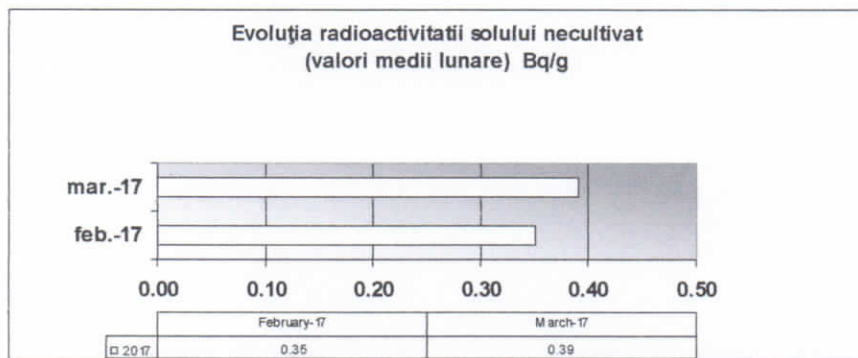 Evoluţia radioactivitatii solului necultivat
(valori medii lunare) Bq/g
mar.-17
feb.-17
0.00 0.10 0.20 0.30 0.40 0.50
February-17 March-17
2017 0.35 0.39